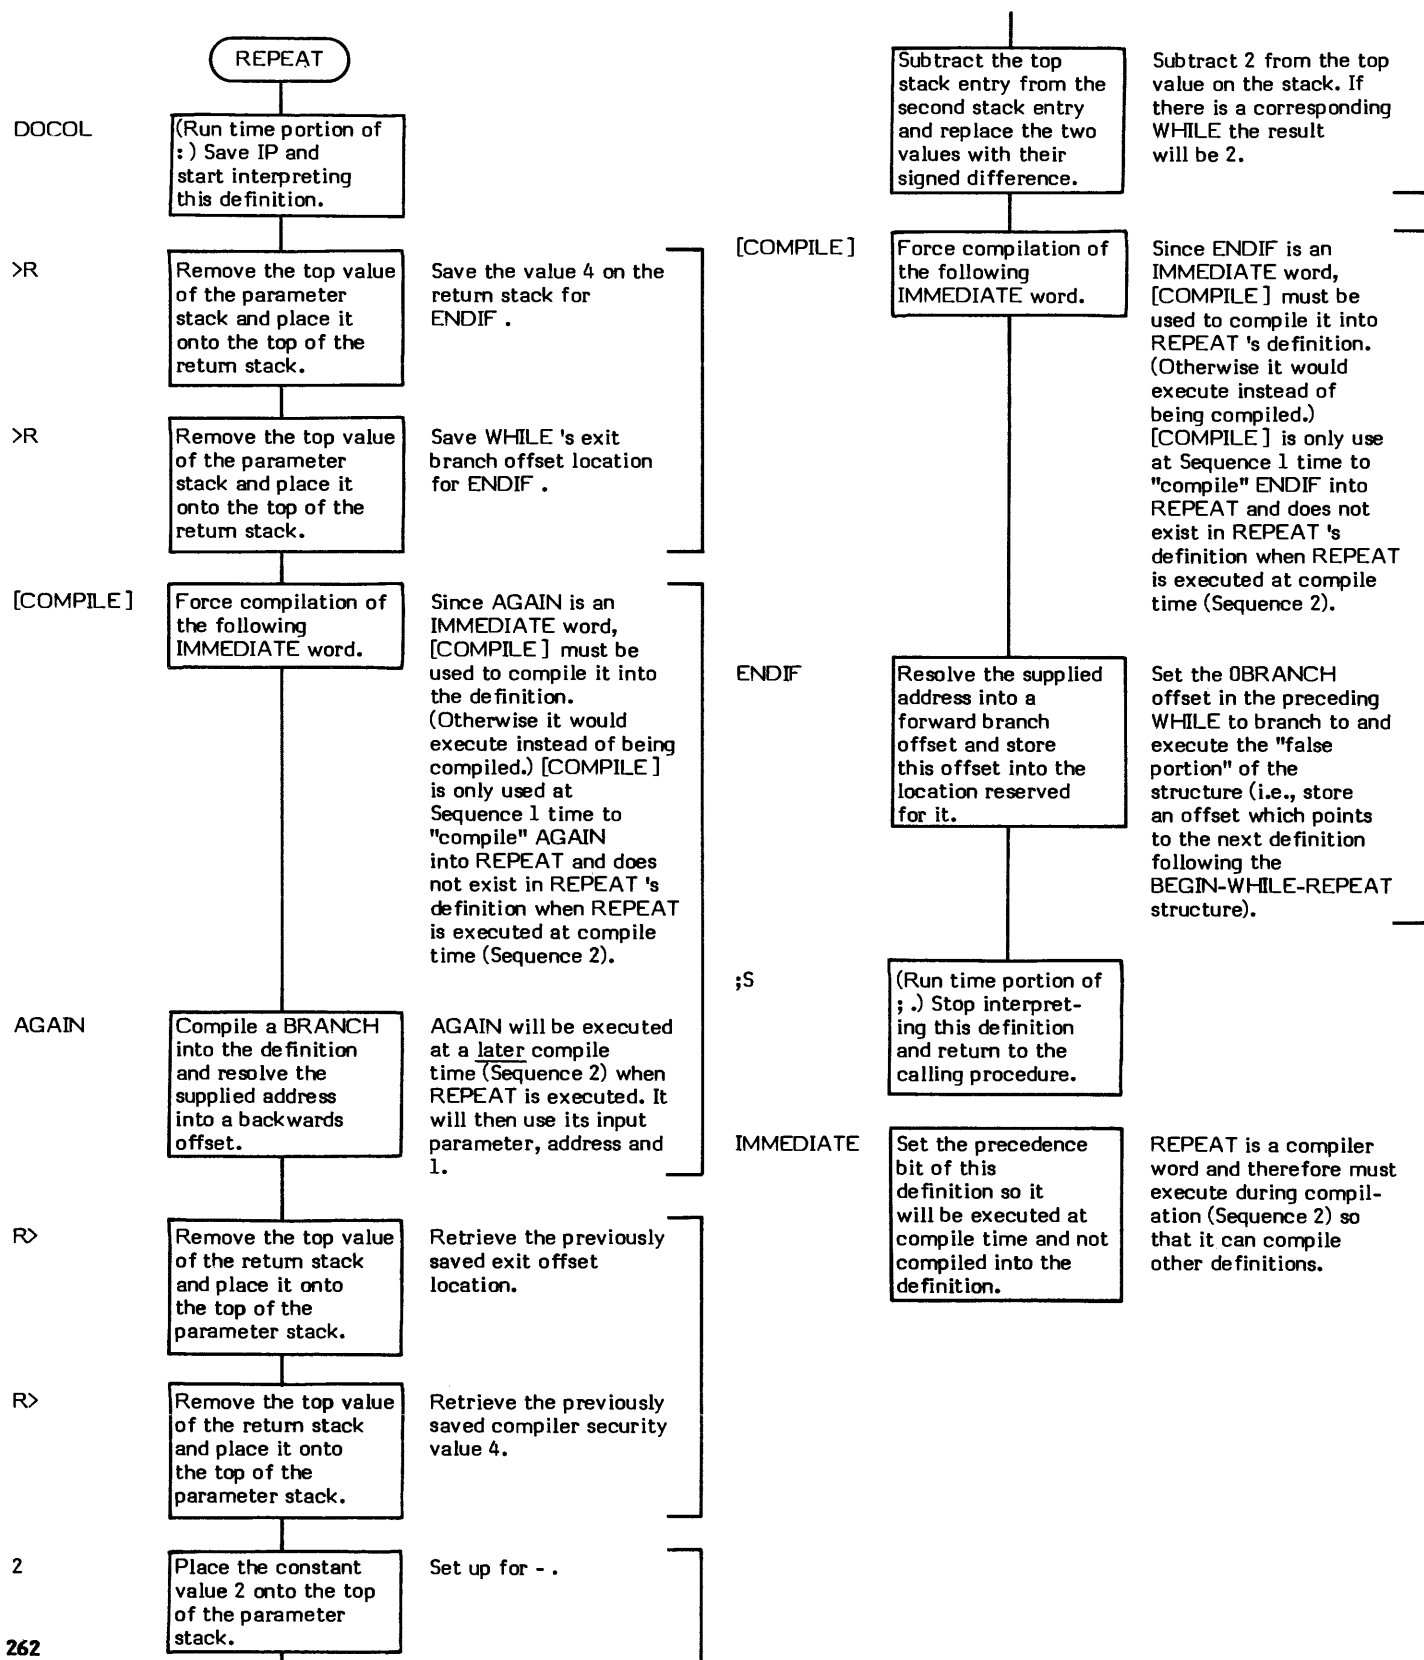 REPEAT
DOCOL
(Run time portion of
:) Save IP and
start interpreting
this definition.
>R
Remove the top value
of the parameter
stack and place it
onto the top of the
return stack.
Save the value 4 on the
return stack for
ENDIF .
>R
Remove the top value
of the parameter
stack and place it
onto the top of the
return stack.
Save WHILE 's exit
branch offset location
for ENDIF .
[COMPILE]
Force compilation of
the following
IMMEDIATE word.
Since AGAIN is an
IMMEDIATE word,
[COMPILE] must be
used to compile it into
the definition.
(Otherwise it would
execute instead of being
compiled.) [COMPILE]
is only used at
Sequence 1 time to
"compile" AGAIN
into REPEAT and does
not exist in REPEAT 's
definition when REPEAT
is executed at compile
time (Sequence 2).
AGAIN
Compile a BRANCH
into the definition
and resolve the
supplied address
into a backwards
offset.
AGAIN will be executed
at a later compile
time (Sequence 2) when
REPEAT is executed. It
will then use its input
parameter, address and
1.
R>
Remove the top value
of the return stack
and place it onto
the top of the
parameter stack.
Retrieve the previously
saved exit offset
location.
R>
Remove the top value
of the return stack
and place it onto
the top of the
parameter stack.
Retrieve the previously
saved compiler security
value 4.
2
Place the constant
value 2 onto the top
of the parameter
stack.
Set up for - .
262
Subtract the top
stack entry from the
second stack entry
and replace the two
values with their
signed difference.
Subtract 2 from the top
value on the stack. If
there is a corresponding
WHILE the result
will be 2.
[COMPILE]
Force compilation of
the following
IMMEDIATE word.
Since ENDIF is an
IMMEDIATE word,
[COMPILE] must be
used to compile it into
REPEAT 's definition.
(Otherwise it would
execute instead of
being compiled.)
[COMPILE] is only use
at Sequence 1 time to
"compile" ENDIF into
REPEAT and does not
exist in REPEAT 's
definition when REPEAT
is executed at compile
time (Sequence 2).
ENDIF
Resolve the supplied
address into a
forward branch
offset and store
this offset into the
location reserved
for it.
Set the 0BRANCH
offset in the preceding
WHILE to branch to and
execute the "false
portion" of the
structure (i.e., store
an offset which points
to the next definition
following the
BEGIN-WHILE-REPEAT
structure).
;S
(Run time portion of
; .) Stop interpret-
ing this definition
and return to the
calling procedure.
IMMEDIATE
Set the precedence
bit of this
definition so it
will be executed at
compile time and not
compiled into the
definition.
REPEAT is a compiler
word and therefore must
execute during compil-
ation (Sequence 2) so
that it can compile
other definitions.